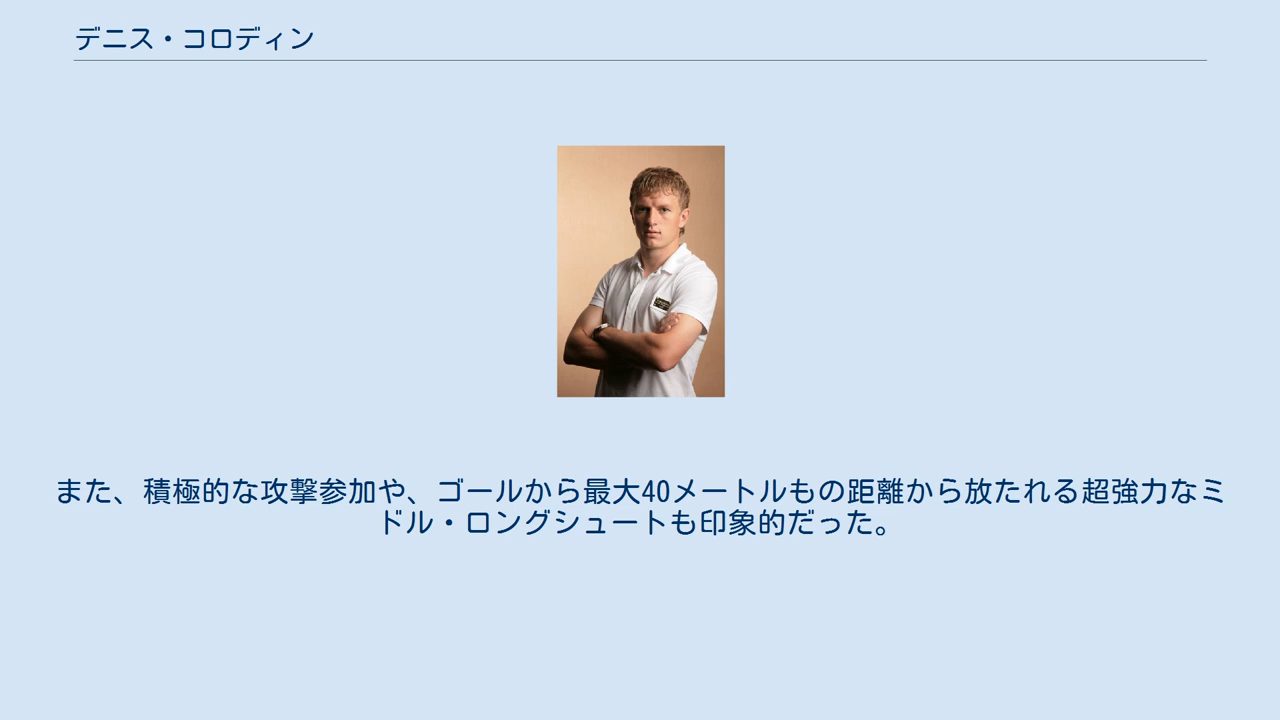 デニス・コロディン
また、積極的な攻撃参加や、ゴールから最大40メートルもの距離から放たれる超強力なミ
ドル・ロングシュートも印象的だった。